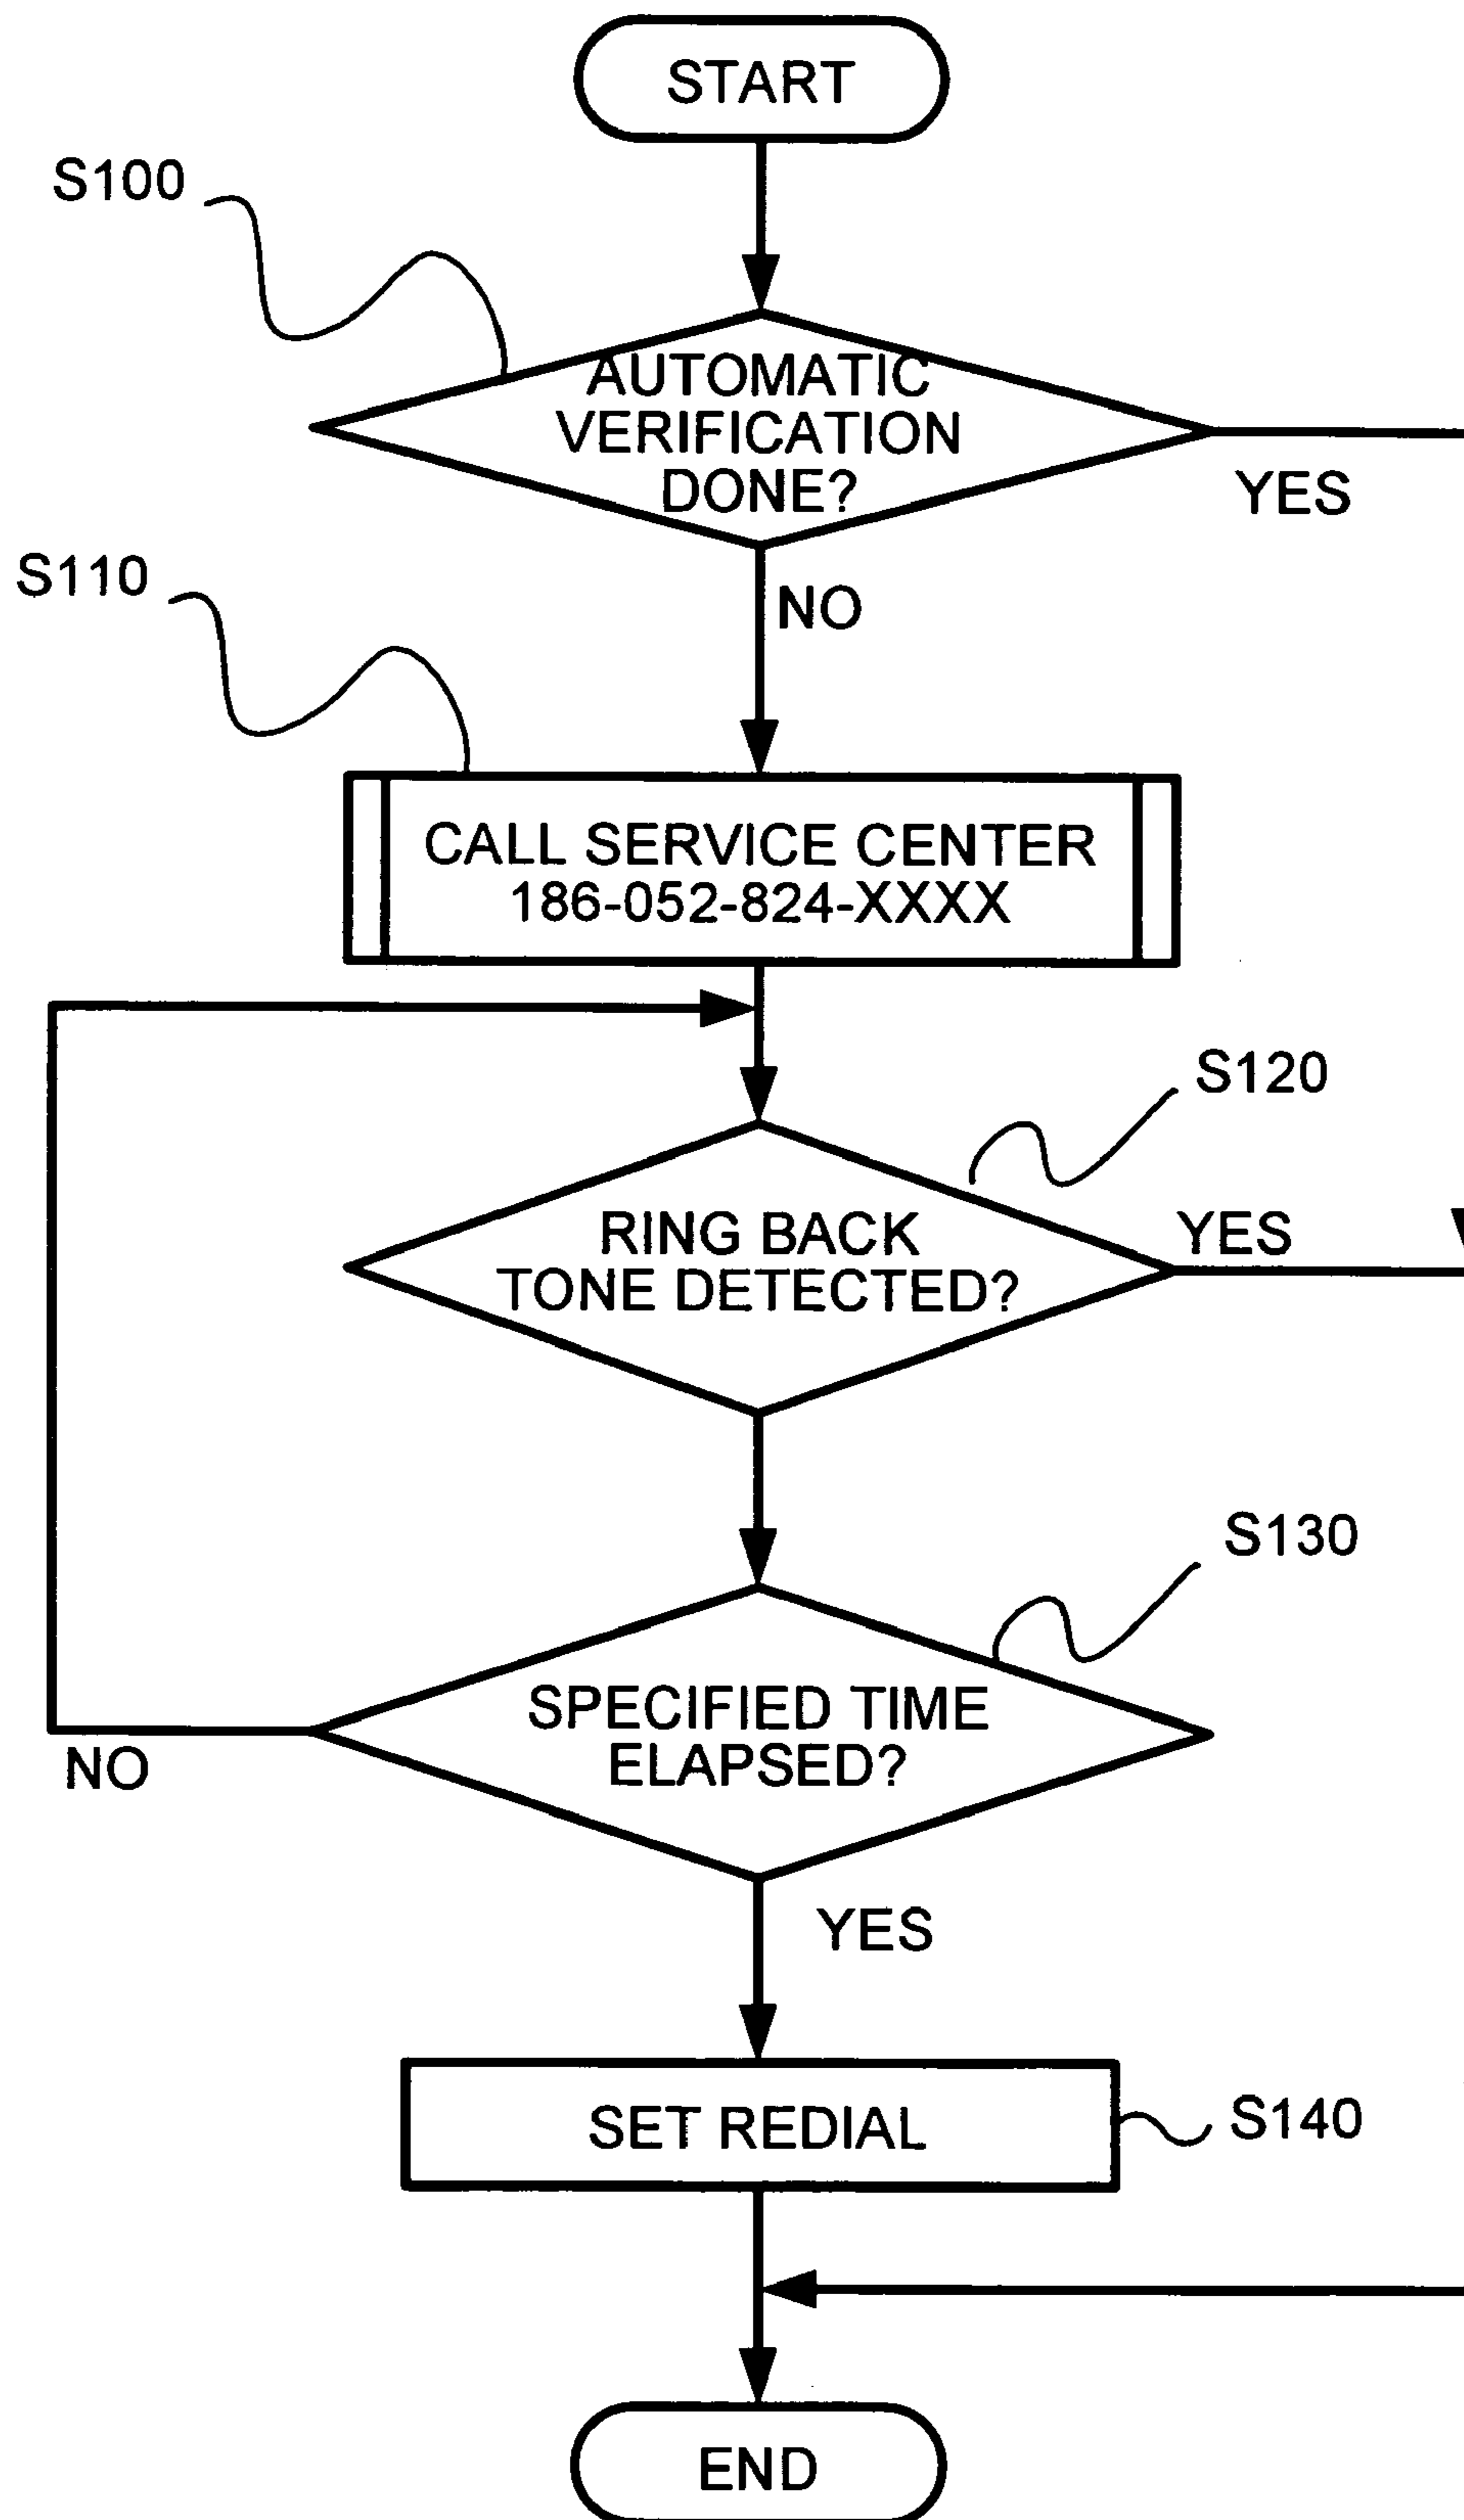 START
S100
AUTOMATIC
VERIFICATION
DONE?
YES
S110
NO
CALL SERVICE CENTER
186-052-824-XXXX
S120
RING BACK
TONE DETECTED?
YES
S130
SPECIFIED TIME
ELAPSED?
NO
YES
SET REDIAL
S140
END